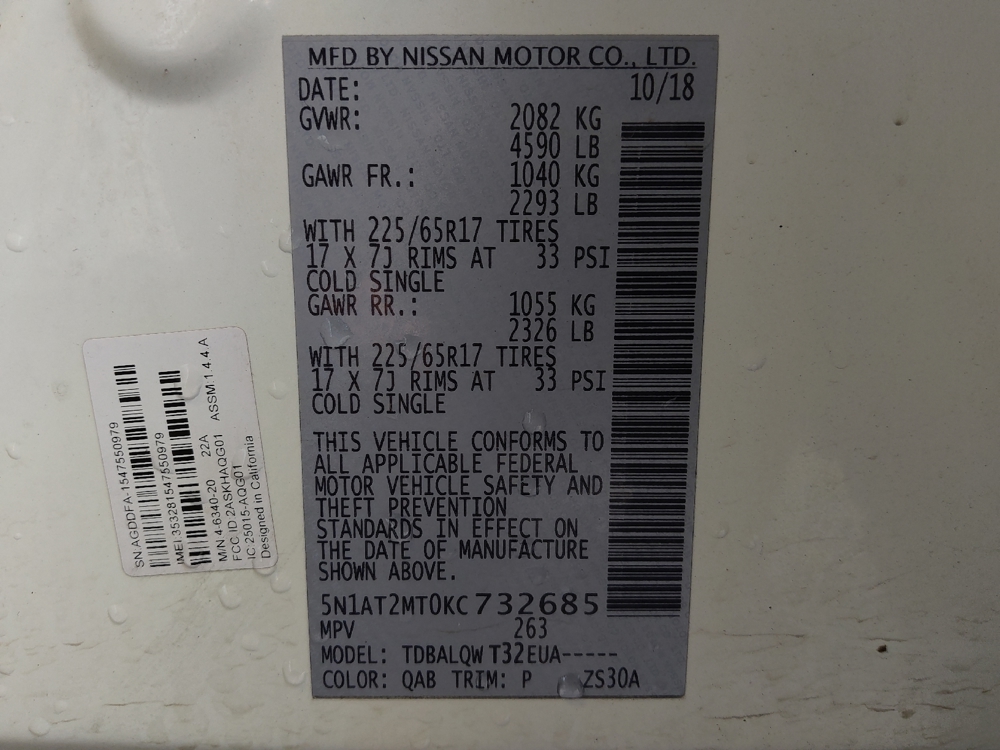 MFD BY NISSAN MOTOR CO., LTD.
DATE: 10/18
GVWR: 2082 KG
4590 LB
GAWR FR.: 1040 KG
2293 LB
WITH 225/65R17 TIRES
17 X 7J RIMS AT 33 PSI
COLD SINGLE
GAWR RR.: 1055 KG
2326 LB
WITH 225/65R17 TIRES
17 X 7J RIMS AT 33 PSI
COLD SINGLE
THIS VEHICLE CONFORMS TO
ALL APPLICABLE FEDERAL
MOTOR VEHICLE SAFETY AND
THEFT PREVENTION
STANDARDS IN EFFECT ON
THE DATE OF MANUFACTURE
SHOWN ABOVE.
5N1AT2MT0KC732685
MPV 263
MODEL: TDBALQW T32EUA-----
COLOR: QAB TRIM: P ZS30A
SN AGDDFA-1547550979
IMEI 353281547550979
M/N 4-6340-20 22A ASSM 1.4.4.A
FCC ID 2ASKHAQG01
IC 25015-AQG01
Designed in California